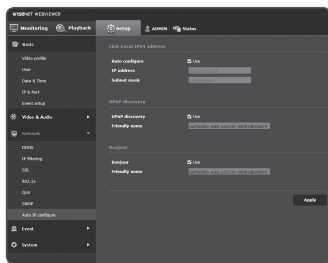 WISENET WEBVIEWER
Monitoring Playback Setup ADMIN Status
Basic
Video profile
User
Date & Time
IP & Port
Event setup
Video & Audio
Network
DDNS
IP filtering
SSL
802.1x
QoS
SNMP
Auto IP configure
Event
System
Link-Local IPv4 address
Auto configure Use
IP address
Subnet mask
UPnP discovery
UPnP discovery Use
Friendly name
Bonjour
Bonjour Use
Friendly name
Apply